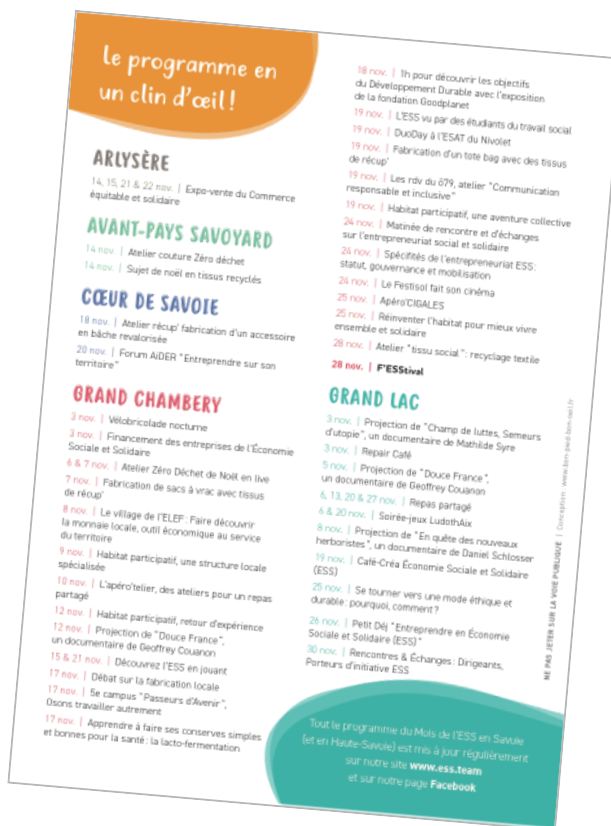 Le programme en
un clin d'œil !
ARLYSÈRE
14, 15, 21 & 22 nov. | Expo-vente du Commerce
équitable et solidaire
AVANT-PAYS SAVOYARD
14 nov. | Atelier couture Zéro déchet
14 nov. | Sujet de noël en tissus recyclés
CŒUR DE SAVOIE
18 nov. | Atelier récup' fabrication d'un accessoire
en bâche revalorisée
20 nov. | Forum AiDER "Entreprendre sur son
territoire"
GRAND CHAMBERY
3 nov. | Vélobricolade nocturne
3 nov. | Financement des entreprises de l'Économie
Sociale et Solidaire
6 & 7 nov. | Atelier Zéro Déchet de Noël en live
7 nov. | Fabrication de sacs à vrac avec tissus
de récup'
8 nov. | Le village de l'ELEF : Faire découvrir
la monnaie locale, outil économique au service
du territoire
9 nov. | Habitat participatif, une structure locale
spécialisée
10 nov. | L'apéro'telier, des ateliers pour un repas
partagé
12 nov. | Habitat participatif, retour d'expérience
12 nov. | Projection de "Douce France",
un documentaire de Geoffrey Couanon
15 & 21 nov. | Découvrez l'ESS en jouant
17 nov. | Débat sur la fabrication locale
17 nov. | 5e campus "Passeurs d'Avenir",
Osons travailler autrement
17 nov. | Apprendre à faire ses conserves simples
et bonnes pour la santé : la lacto-fermentation
18 nov. | 1h pour découvrir les objectifs
du Développement Durable avec l'exposition
de la fondation Goodplanet
19 nov. | L'ESS vu par des étudiants du travail social
19 nov. | DuoDay à l'ESAT du Nivolet
19 nov. | Fabrication d'un tote bag avec des tissus
de récup'
19 nov. | Les rdv du ô79, atelier "Communication
responsable et inclusive"
19 nov. | Habitat participatif, une aventure collective
24 nov. | Matinée de rencontre et d'échanges
sur l'entrepreneuriat social et solidaire
24 nov. | Spécifités de l'entrepreneuriat ESS :
statut, gouvernance et mobilisation
24 nov. | Le Festisol fait son cinéma
25 nov. | Apéro'CIGALES
25 nov. | Réinventer l'habitat pour mieux vivre
ensemble et solidaire
28 nov. | Atelier "tissu social" : recyclage textile
28 nov. | F'ESStival
GRAND LAC
3 nov. | Projection de "Champ de luttes, Semeurs
d'utopie", un documentaire de Mathilde Syre
3 nov. | Repair Café
5 nov. | Projection de "Douce France",
un documentaire de Geoffrey Couanon
6, 13, 20 & 27 nov. | Repas partagé
6 & 20 nov. | Soirée-jeux LudothAix
8 nov. | Projection de "En quête des nouveaux
herboristes", un documentaire de Daniel Schlosser
19 nov. | Café-Créa Économie Sociale et Solidaire
(ESS)
25 nov. | Se tourner vers une mode éthique et
durable : pourquoi, comment ?
26 nov. | Petit Déj "Entreprendre en Économie
Sociale et Solidaire (ESS)"
30 nov. | Rencontres & Échanges : Dirigeants,
Porteurs d'initiative ESS
Tout le programme du Mois de l'ESS en Savoie
(et en Haute-Savoie) est mis à jour régulièrement
sur notre site www.ess.team
et sur notre page Facebook
NE PAS JETER SUR LA VOIE PUBLIQUE | Conception : www.bon-pied-bon-oeil.fr